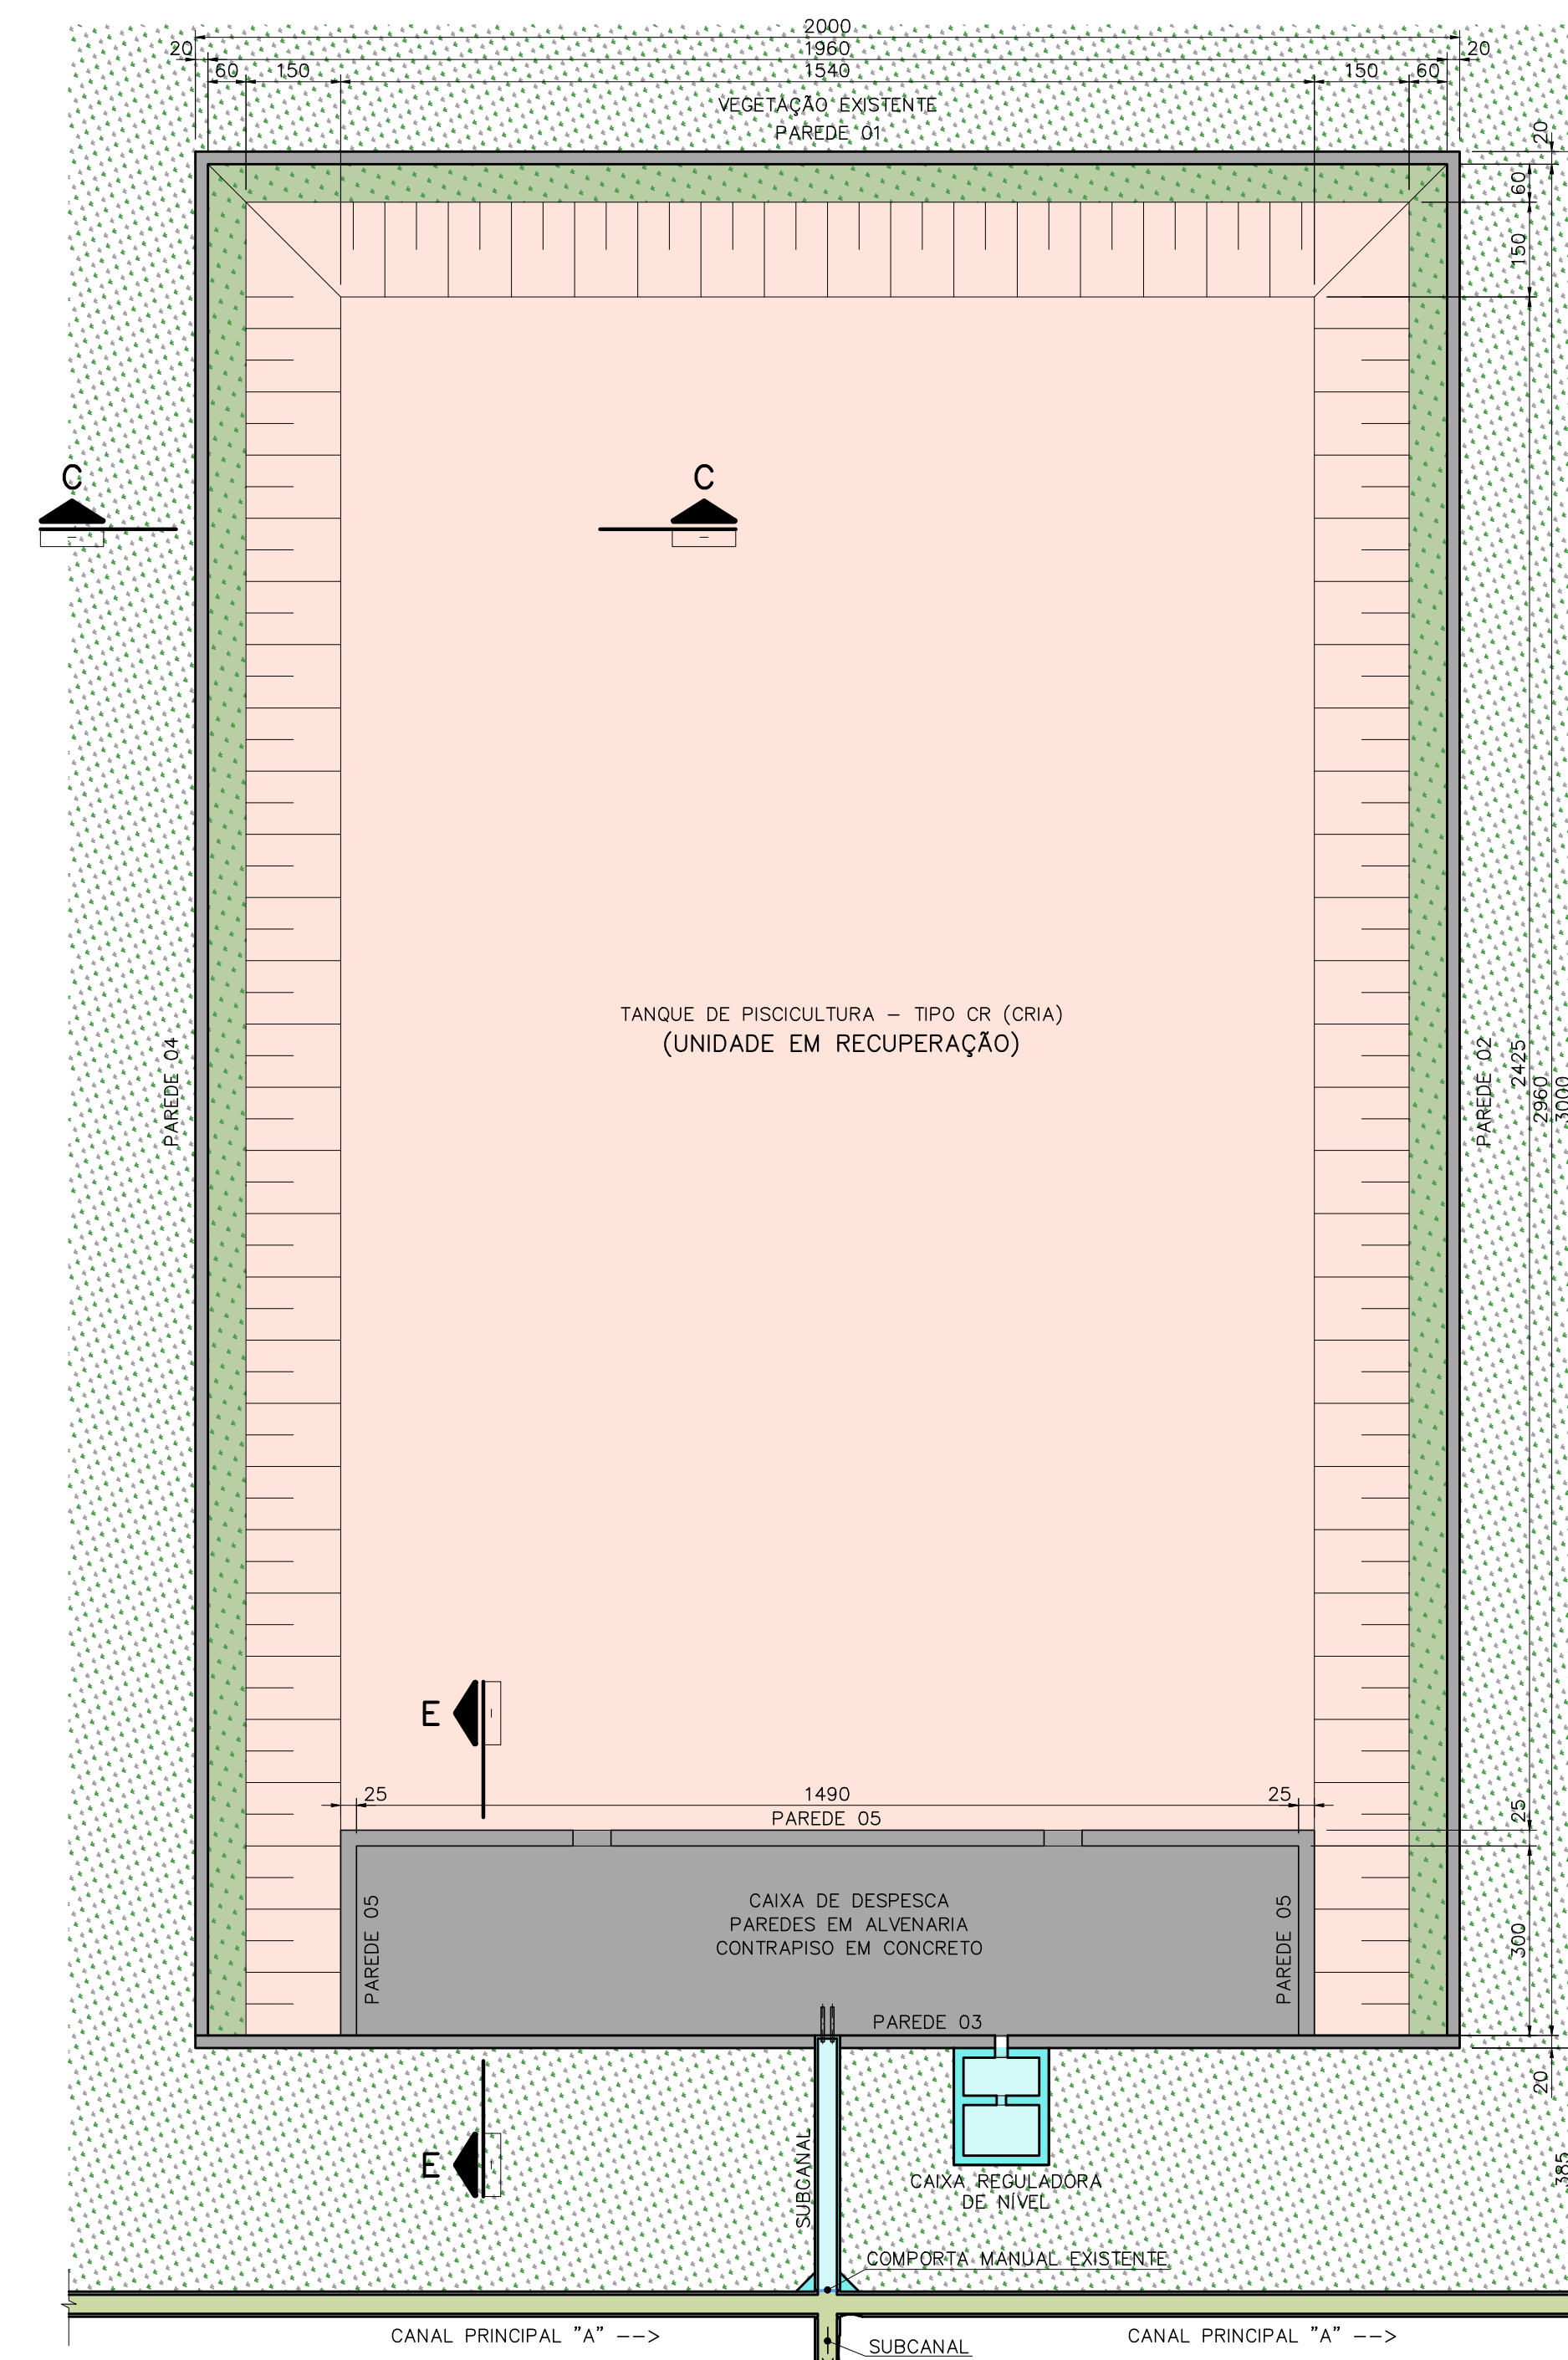 2000
20
1960
20
60
150
1540
150
60
VEGETAÇÃO EXISTENTE
PAREDE 01
20
60
150
C
C
TANQUE DE PISCICULTURA – TIPO CR (CRIA)
(UNIDADE EM RECUPERAÇÃO)
PAREDE 04
PAREDE 02
2425
2960
3000
E
25
1490
25
PAREDE 05
25
CAIXA DE DESPESCA
PAREDES EM ALVENARIA
CONTRAPISO EM CONCRETO
PAREDE 05
PAREDE 05
300
PAREDE 03
20
E
SUBCANAL
385
CAIXA REGULADORA
DE NÍVEL
COMPORTA MANUAL EXISTENTE
CANAL PRINCIPAL "A" -->
CANAL PRINCIPAL "A" -->
SUBCANAL